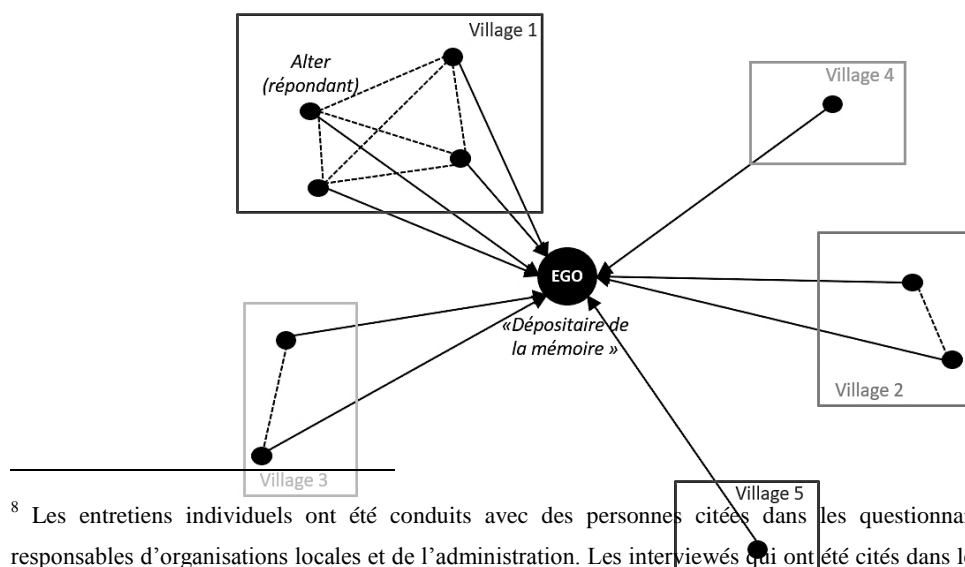 Village 1
Alter
(répondant)
Village 4
EGO
«Dépositaire de
la mémoire »
Village 2
Village 3
Village 5
8 Les entretiens individuels ont été conduits avec des personnes citées dans les questionnai
responsables d’organisations locales et de l’administration. Les interviewés qui ont été cités dans le